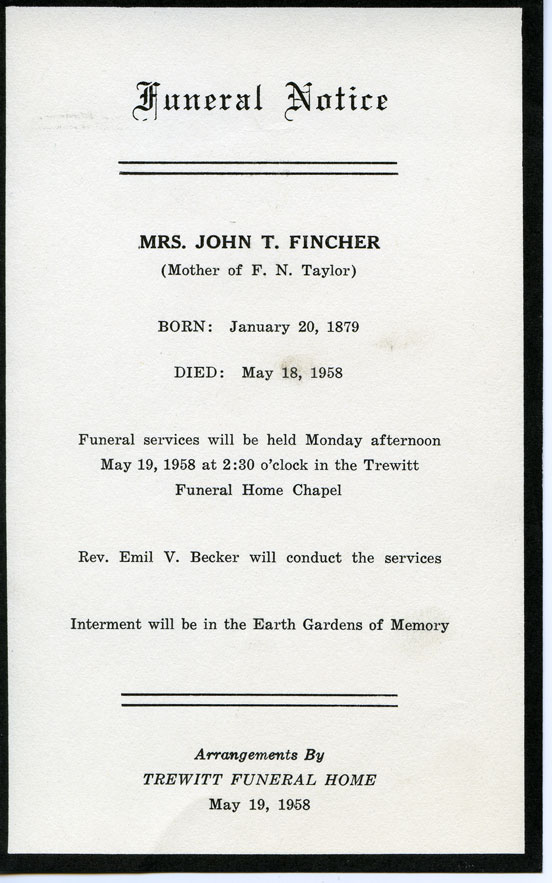 Funeral Notice
MRS. JOHN T. FINCHER
(Mother of F. N. Taylor)
BORN: January 20, 1879
DIED: May 18, 1958
Funeral services will be held Monday afternoon
May 19, 1958 at 2:30 o'clock in the Trewitt
Funeral Home Chapel
Rev. Emil V. Becker will conduct the services
Interment will be in the Earth Gardens of Memory
Arrangements By
TREWITT FUNERAL HOME
May 19, 1958